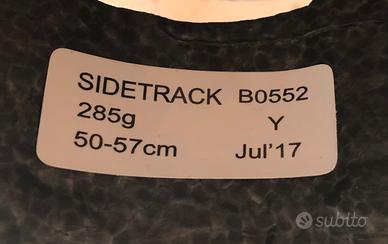 SIDETRACK B0552
285g Y
50-57cm Jul'17
subito